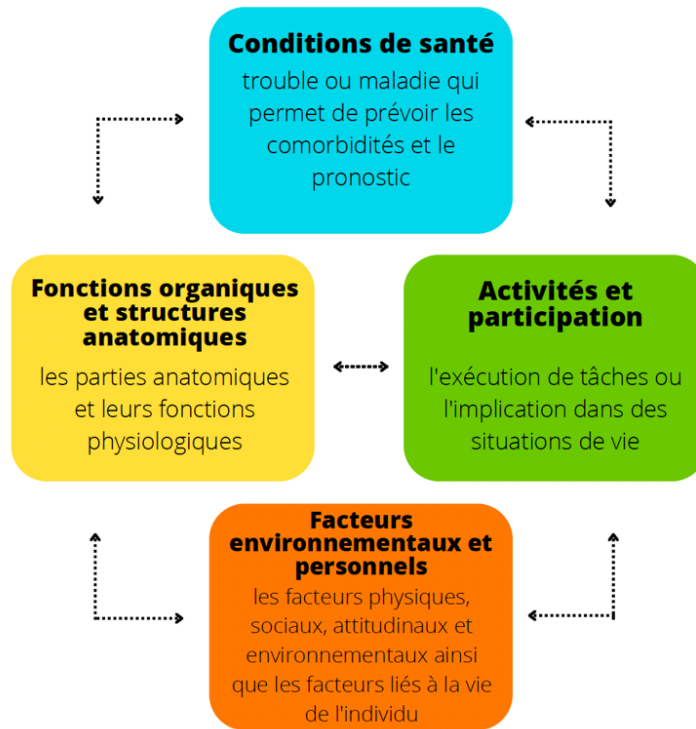 Conditions de santé
trouble ou maladie qui
permet de prévoir les
comorbidités et le
pronostic
Fonctions organiques
et structures
anatomiques
les parties anatomiques
et leurs fonctions
physiologiques
Activités et
participation
l'exécution de tâches ou
l'implication dans des
situations de vie
Facteurs
environnementaux et
personnels
les facteurs physiques,
sociaux, attitudinaux et
environnementaux ainsi
que les facteurs liés à la vie
de l'individu